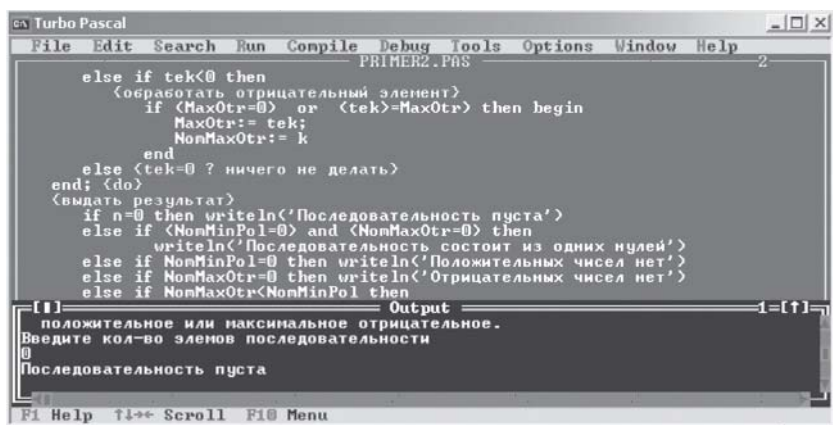 Turbo Pascal
File Edit Search Run Compile Debug Tools Options Window Help
PRIMER2.PAS 2
else if tek<0 then
{обработать отрицательный элемент}
if (MaxOtr=0) or (tek>=MaxOtr) then begin
MaxOtr:= tek;
NomMaxOtr:= k
end
else {tek=0 ? ничего не делать}
end; {do}
{выдать результат}
if n=0 then writeln('Последовательность пуста')
else if (NomMinPol=0) and (NomMaxOtr=0) then
writeln('Последовательность состоит из одних нулей')
else if NomMinPol=0 then writeln('Положительных чисел нет')
else if NomMaxOtr=0 then writeln('Отрицательных чисел нет')
else if NomMaxOtr<NomMinPol then
[■] Output 1=[↑]
положительное или максимальное отрицательное.
Введите кол-во элемов последовательности
0
Последовательность пуста
F1 Help ↑↓→← Scroll F10 Menu